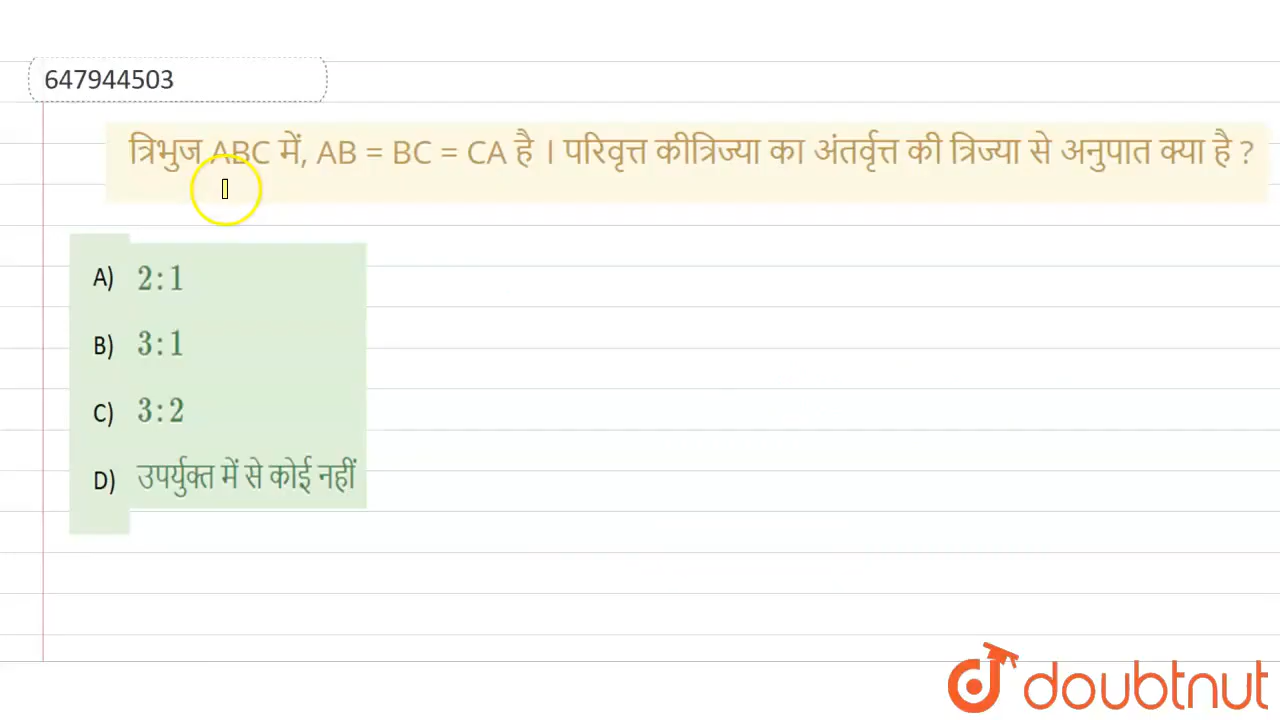 647944503
त्रिभुज ABC में, AB = BC = CA है । परिवृत्त कीत्रिज्या का अंतर्वृत्त की त्रिज्या से अनुपात क्या है ?
A) 2:1
B) 3:1
C) 3:2
D) उपर्युक्त में से कोई नहीं
doubtnut